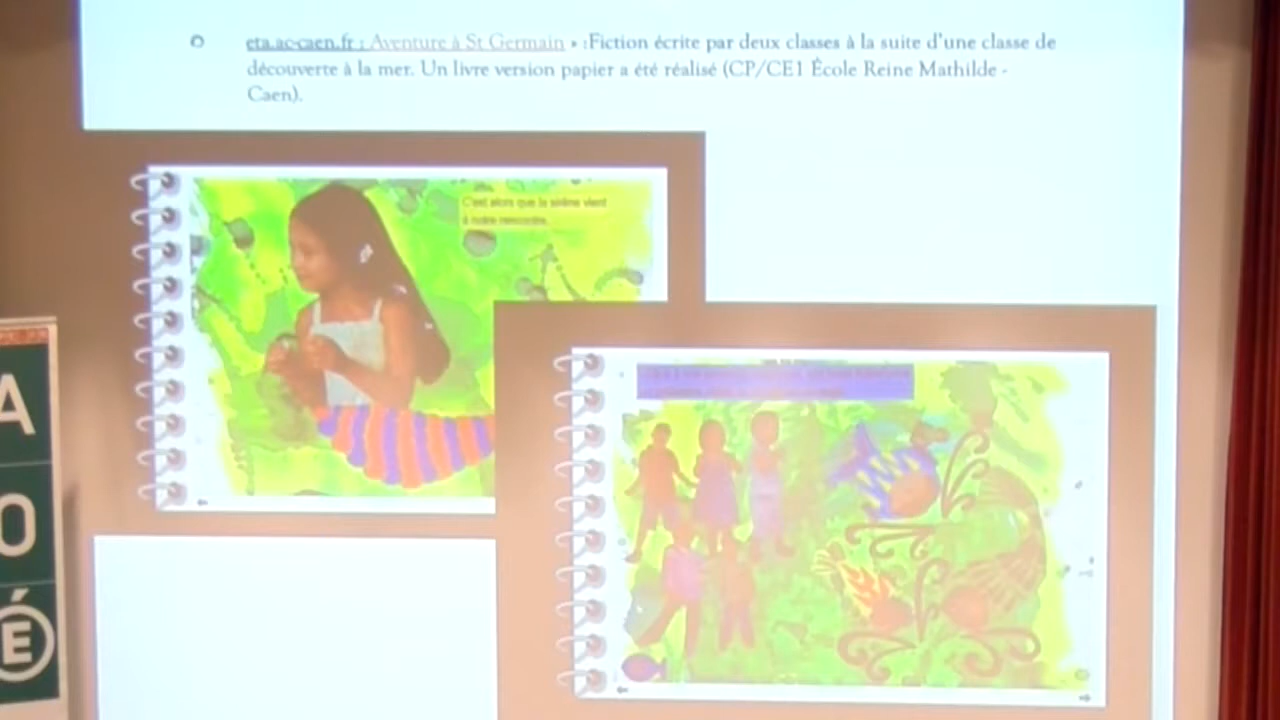 eta.ac-caen.fr : Aventure à St Germain » :Fiction écrite par deux classes à la suite d'une classe de
découverte à la mer. Un livre version papier a été réalisé (CP/CE1 École Reine Mathilde -
Caen).
C'est alors que la sirène vient
à notre rencontre.
A
O
É